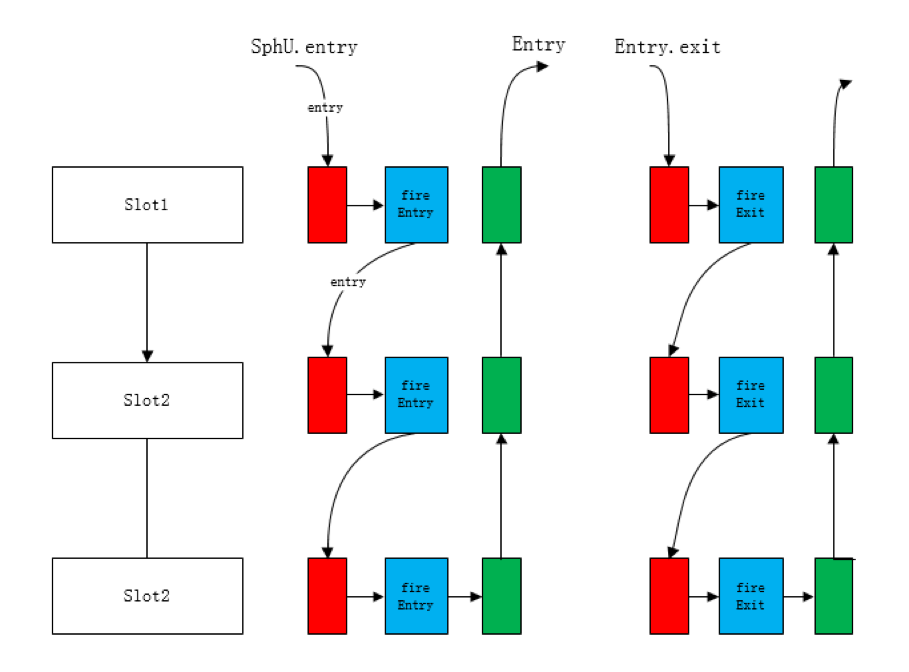 SphU.entry
Entry
Entry.exit
entry
Slot1
fire
Entry
fire
Exit
entry
Slot2
fire
Entry
fire
Exit
Slot2
fire
Entry
fire
Exit